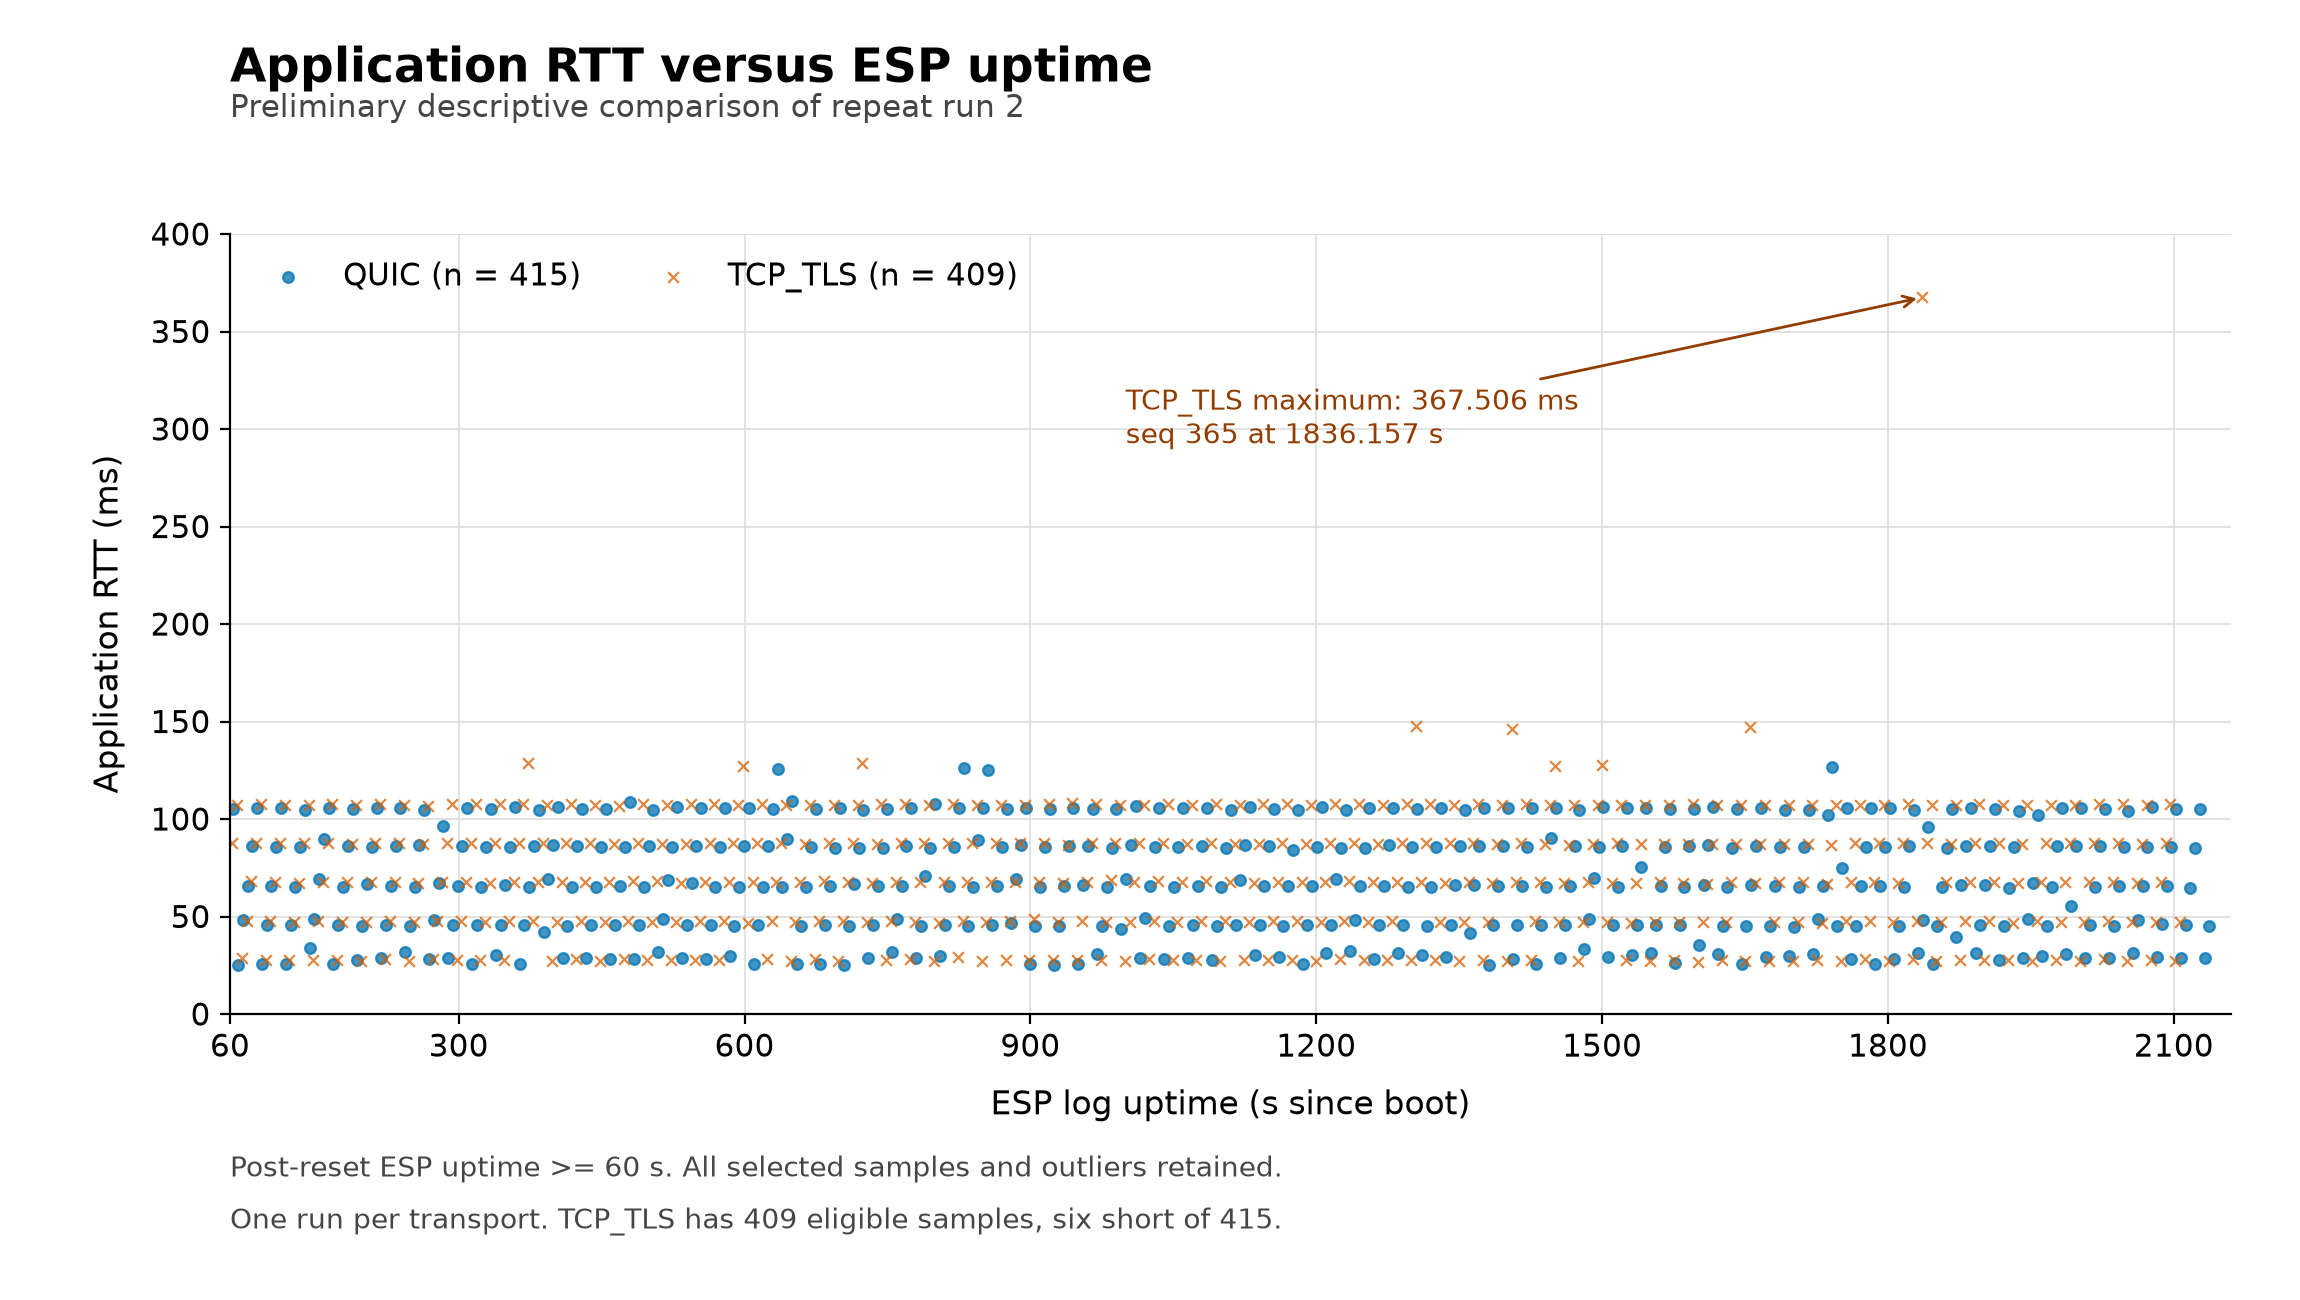 Application RTT versus ESP uptime
Preliminary descriptive comparison of repeat run 2
400
350
300
250
200
150
100
50
0
Application RTT (ms)
QUIC (n = 415)
TCP_TLS (n = 409)
TCP_TLS maximum: 367.506 ms
seq 365 at 1836.157 s
60 300 600 900 1200 1500 1800 2100
ESP log uptime (s since boot)
Post-reset ESP uptime >= 60 s. All selected samples and outliers retained.
One run per transport. TCP_TLS has 409 eligible samples, six short of 415.